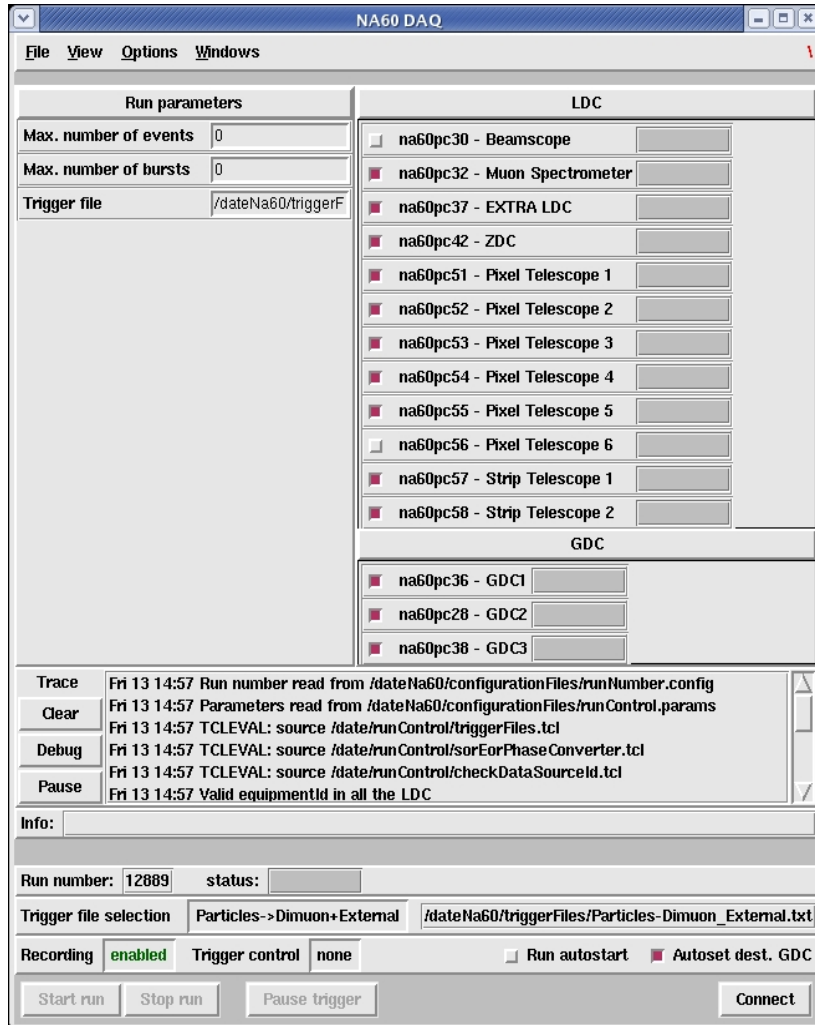 NA60 DAQ
File View Options Windows
Run parameters
Max. number of events 0
Max. number of bursts 0
Trigger file /dateNa60/triggerF
LDC
na60pc30 - Beamscope
na60pc32 - Muon Spectrometer
na60pc37 - EXTRA LDC
na60pc42 - ZDC
na60pc51 - Pixel Telescope 1
na60pc52 - Pixel Telescope 2
na60pc53 - Pixel Telescope 3
na60pc54 - Pixel Telescope 4
na60pc55 - Pixel Telescope 5
na60pc56 - Pixel Telescope 6
na60pc57 - Strip Telescope 1
na60pc58 - Strip Telescope 2
GDC
na60pc36 - GDC1
na60pc28 - GDC2
na60pc38 - GDC3
Trace
Clear
Debug
Pause
Fri 13 14:57 Run number read from /dateNa60/configurationFiles/runNumber.config
Fri 13 14:57 Parameters read from /dateNa60/configurationFiles/runControl.params
Fri 13 14:57 TCLEVAL: source /date/runControl/triggerFiles.tcl
Fri 13 14:57 TCLEVAL: source /date/runControl/sorEorPhaseConverter.tcl
Fri 13 14:57 TCLEVAL: source /date/runControl/checkDataSourceId.tcl
Fri 13 14:57 Valid equipmentId in all the LDC
Info:
Run number: 12889 status:
Trigger file selection Particles->Dimuon+External /dateNa60/triggerFiles/Particles-Dimuon_External.txt
Recording enabled Trigger control none Run autostart Autoset dest. GDC
Start run Stop run Pause trigger Connect